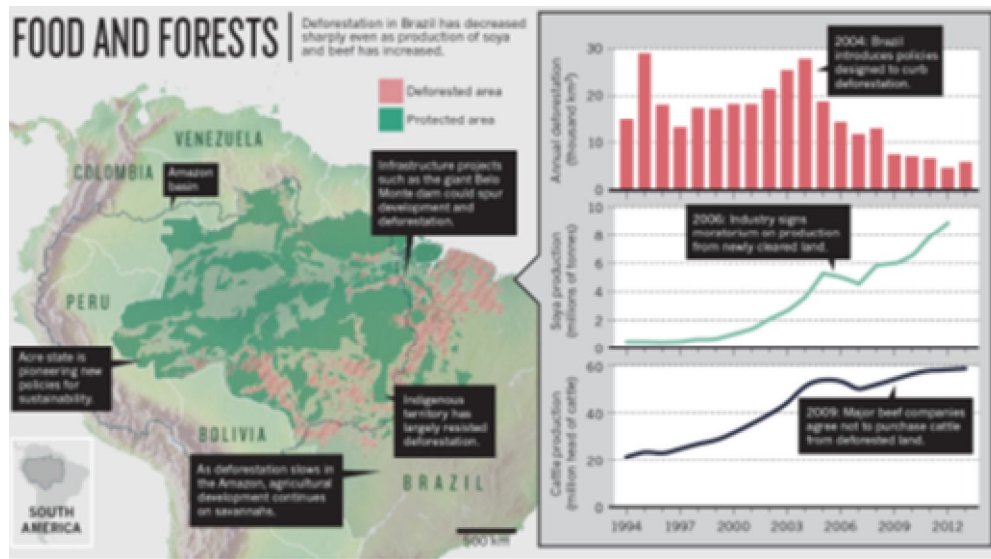 FOOD AND FORESTS
Deforestation in Brazil has decreased
sharply even as production of soya
and beef has increased.
Deforested area
Protected area
VENEZUELA
COLOMBIA
Amazon
basin
Infrastructure projects
such as the giant Belo
Monte dam could spur
development and
deforestation.
PERU
Acre state is
pioneering new
policies for
sustainability.
Indigenous
territory has
largely resisted
deforestation.
BOLIVIA
As deforestation slows in
the Amazon, agricultural
development continues
on savannahs.
BRAZIL
SOUTH
AMERICA
500 km
Annual deforestation
(thousand km²)
30
20
10
0
2004: Brazil
introduces policies
designed to curb
deforestation.
Soya production
(millions of tonnes)
10
8
6
4
2
0
2006: Industry signs
moratorium on production
from newly cleared land.
Cattle production
(million head of cattle)
60
40
20
0
2009: Major beef companies
agree not to purchase cattle
from deforested land.
1994 1997 2000 2003 2006 2009 2012